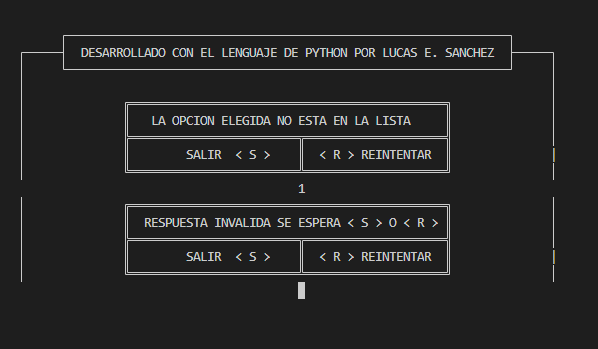 DESARROLLADO CON EL LENGUAJE DE PYTHON POR LUCAS E. SANCHEZ
LA OPCION ELEGIDA NO ESTA EN LA LISTA
SALIR < S > < R > REINTENTAR
1
RESPUESTA INVALIDA SE ESPERA < S > O < R >
SALIR < S > < R > REINTENTAR